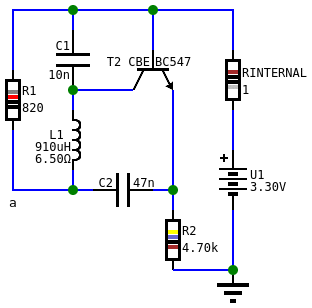 C1
10n
T2 CBE BC547
R1
820
RINTERNAL
1
L1
910uH
6.50Ω
C2 47n
+
U1
3.30V
a
R2
4.70k